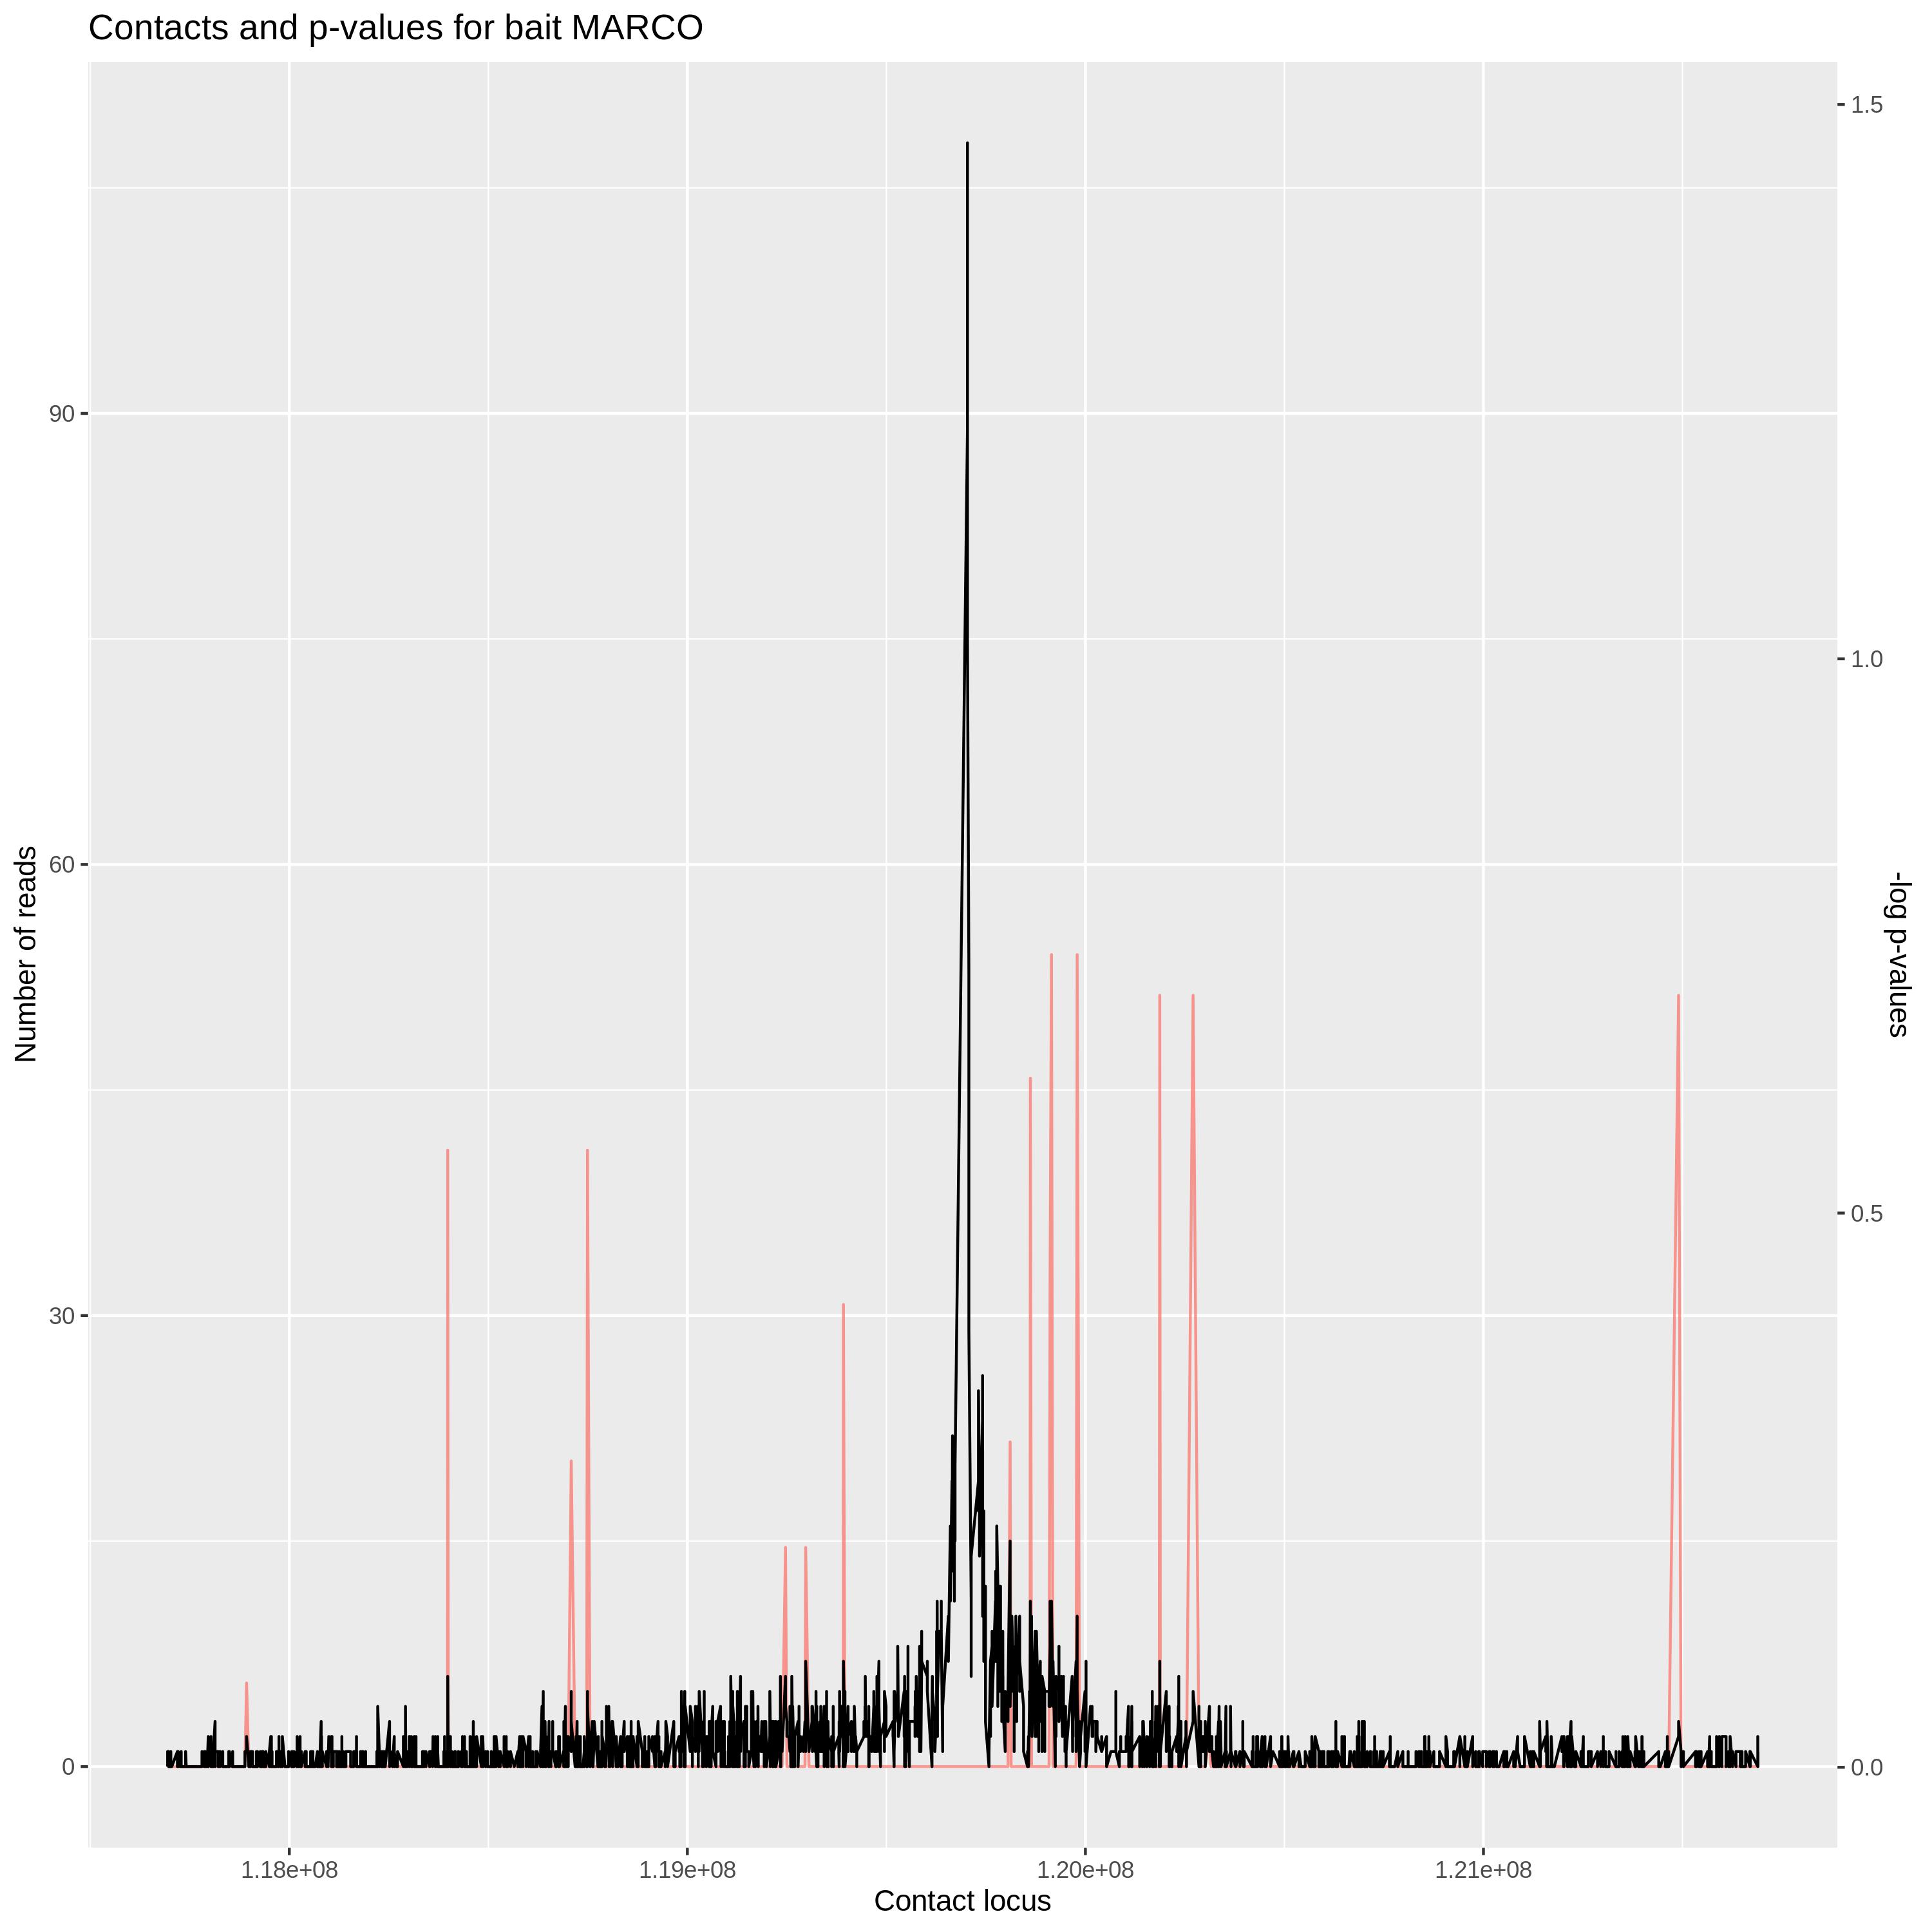 Contacts and p-values for bait MARCO
1.5
90
1.0
60
Number of reads
-log p-values
0.5
30
0
0.0
1.18e+08
1.19e+08
1.20e+08
1.21e+08
Contact locus